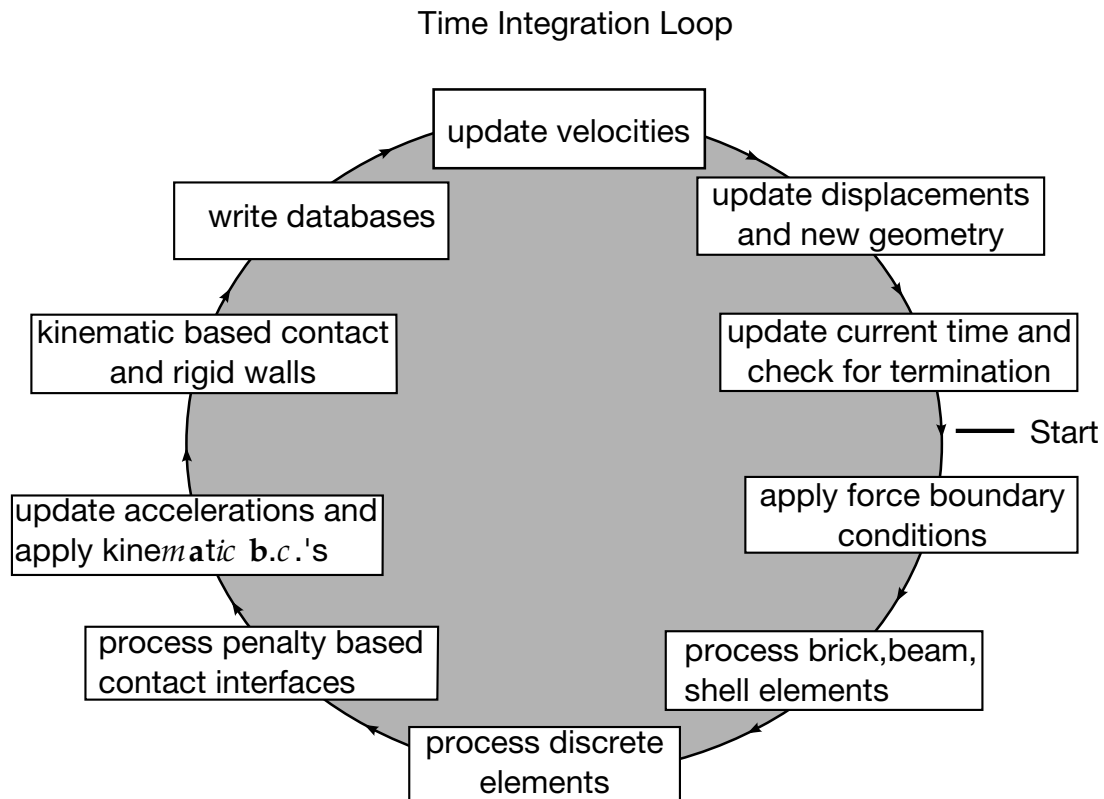 Time Integration Loop
update velocities
update displacements
and new geometry
update current time and
check for termination
Start
apply force boundary
conditions
process brick,beam,
shell elements
process discrete
elements
process penalty based
contact interfaces
update accelerations and
apply kinematic b.c.'s
kinematic based contact
and rigid walls
write databases